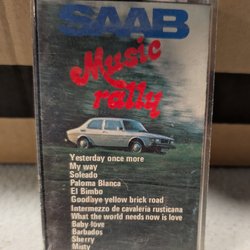 SAAB
Music
rally
Yesterday once more
My way
Soleado
Paloma Blanca
El Bimbo
Goodbye yellow brick road
Intermezzo de cavaleria rusticana
What the world needs now is love
Baby love
Barbados
Sherry
Misty